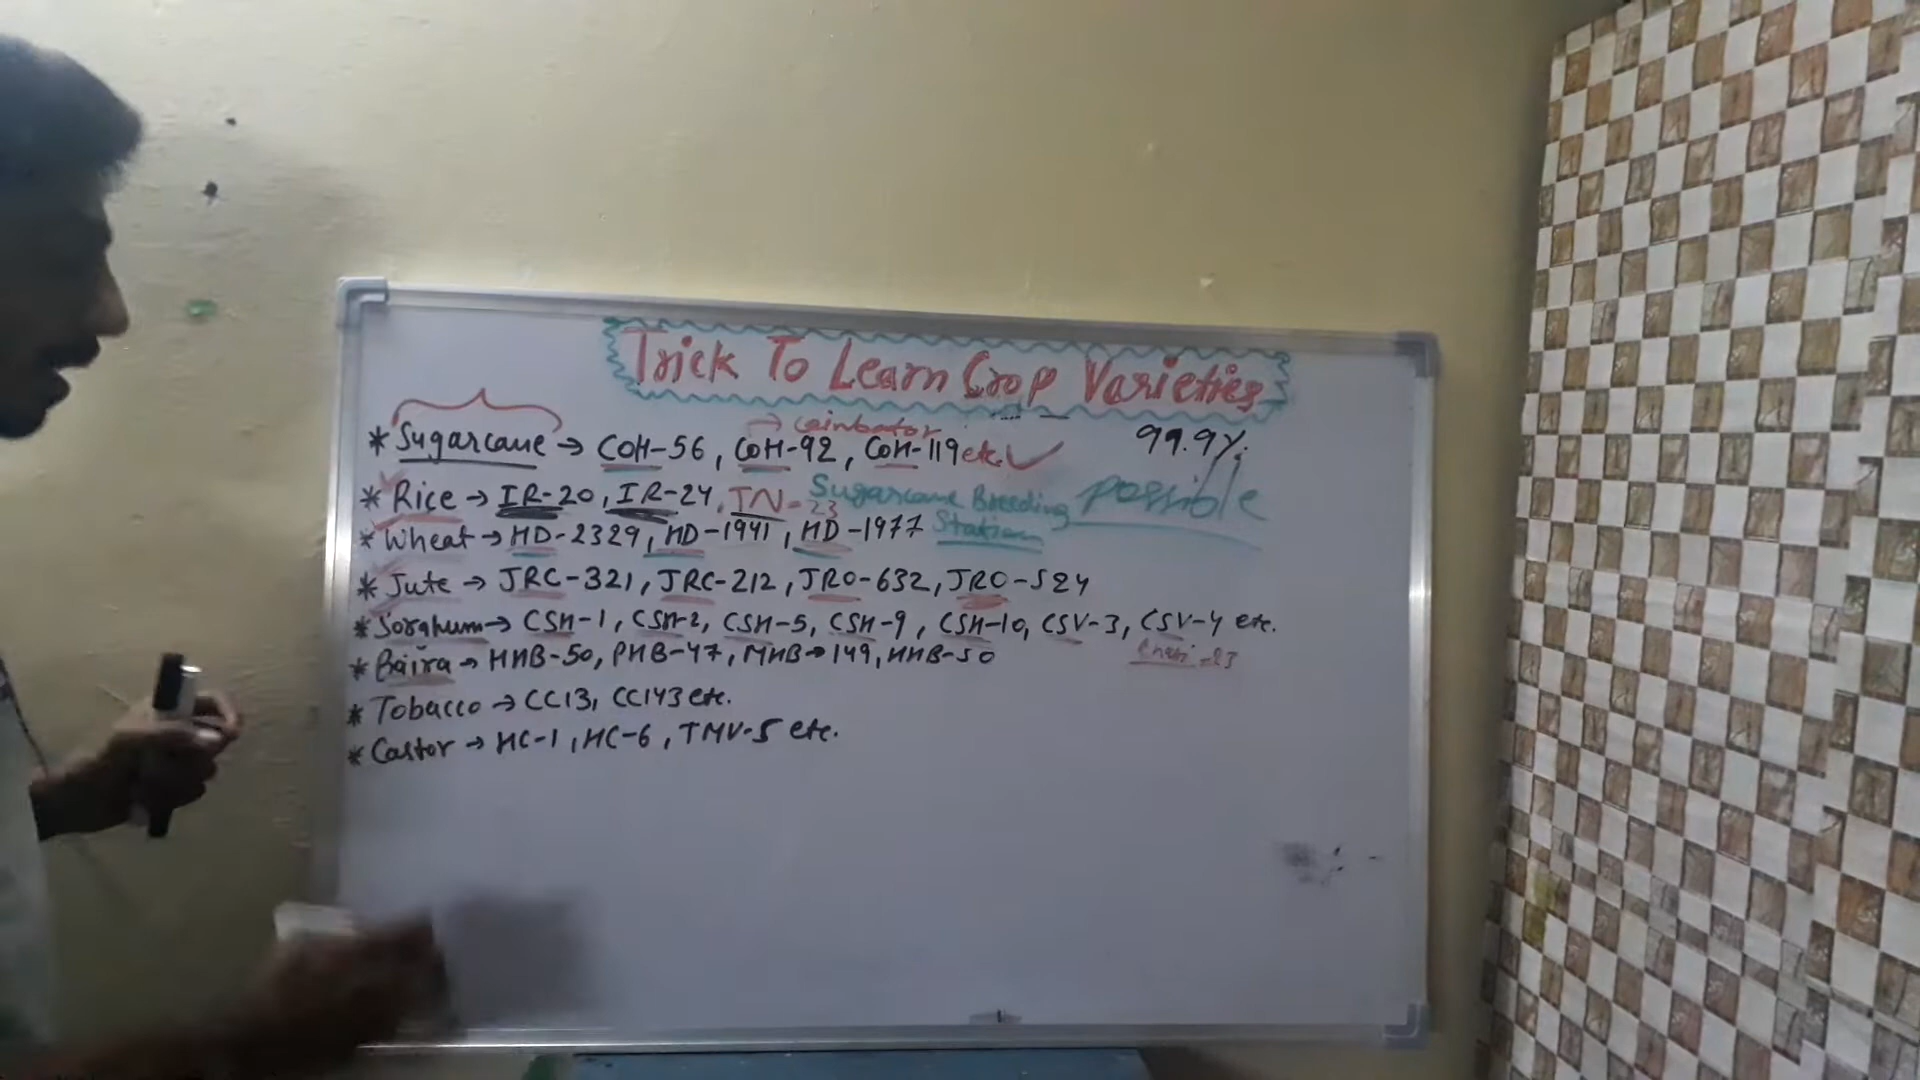 Trick To Learn Crop Varieties
→ coinbator
* Sugarcane → COH-56, COH-92, COH-119 etc. ✓ 99.9%
* Rice → IR-20, IR-24, TN-23 Sugarcane Breeding Station possible
* Wheat → HD-2329, HD-1941, HD-1977
* Jute → JRC-321, JRC-212, JRO-632, JRO-524
* Sorghum → CSH-1, CSH-2, CSH-5, CSH-9, CSH-10, CSV-3, CSV-4 etc.
* Bajra → HHB-50, PHB-47, MHB→149, HHB-50
* Tobacco → CC13, CC143 etc.
* Castor → HC-1, HC-6, TMV-5 etc.